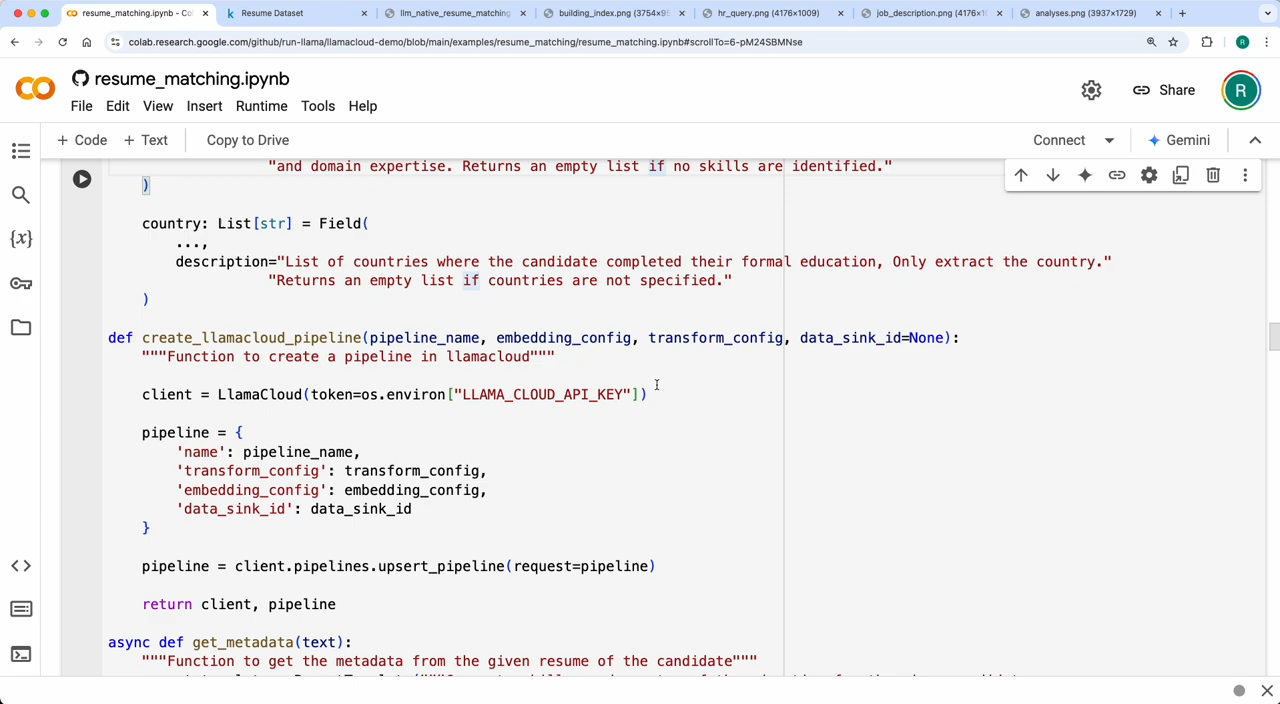 resume_matching.ipynb - Col
Resume Dataset
llm_native_resume_matching
building_index.png (3754×95
hr_query.png (4176×1009)
job_description.png (4176×1
analyses.png (3937×1729)
colab.research.google.com/github/run-llama/llamacloud-demo/blob/main/examples/resume_matching/resume_matching.ipynb#scrollTo=6-pM24SBMNse
R
resume_matching.ipynb
File Edit View Insert Runtime Tools Help
Share
R
+ Code + Text Copy to Drive
Connect
Gemini
"and domain expertise. Returns an empty list if no skills are identified."
)
country: List[str] = Field(
...,
description="List of countries where the candidate completed their formal education, Only extract the country."
"Returns an empty list if countries are not specified."
)
def create_llamacloud_pipeline(pipeline_name, embedding_config, transform_config, data_sink_id=None):
"""Function to create a pipeline in llamacloud"""
client = LlamaCloud(token=os.environ["LLAMA_CLOUD_API_KEY"])
pipeline = {
'name': pipeline_name,
'transform_config': transform_config,
'embedding_config': embedding_config,
'data_sink_id': data_sink_id
}
pipeline = client.pipelines.upsert_pipeline(request=pipeline)
return client, pipeline
async def get_metadata(text):
"""Function to get the metadata from the given resume of the candidate"""